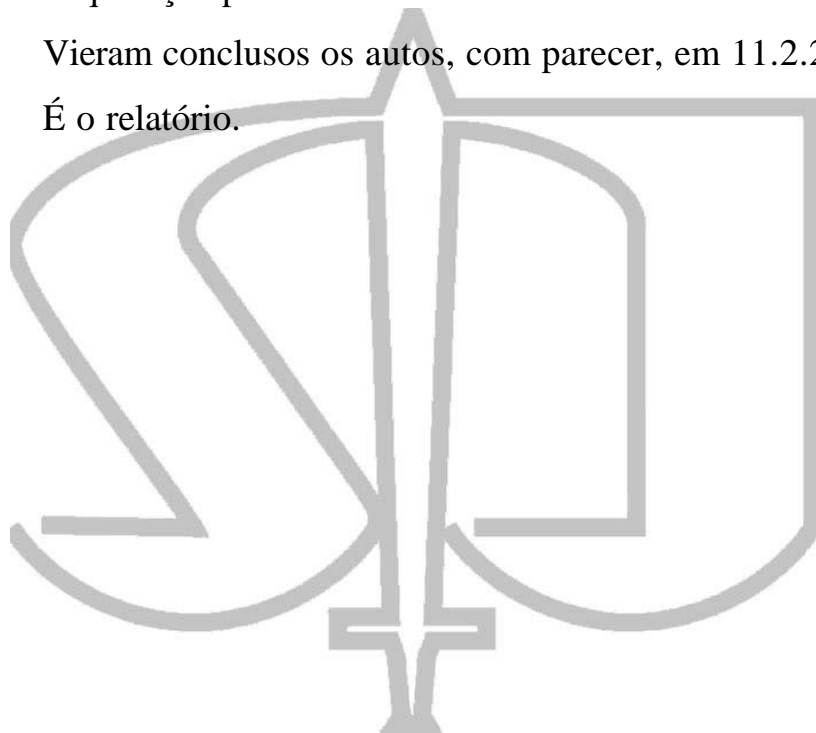 Vieram conclusos os autos, com parecer, em 11.2.2
É o relatório.